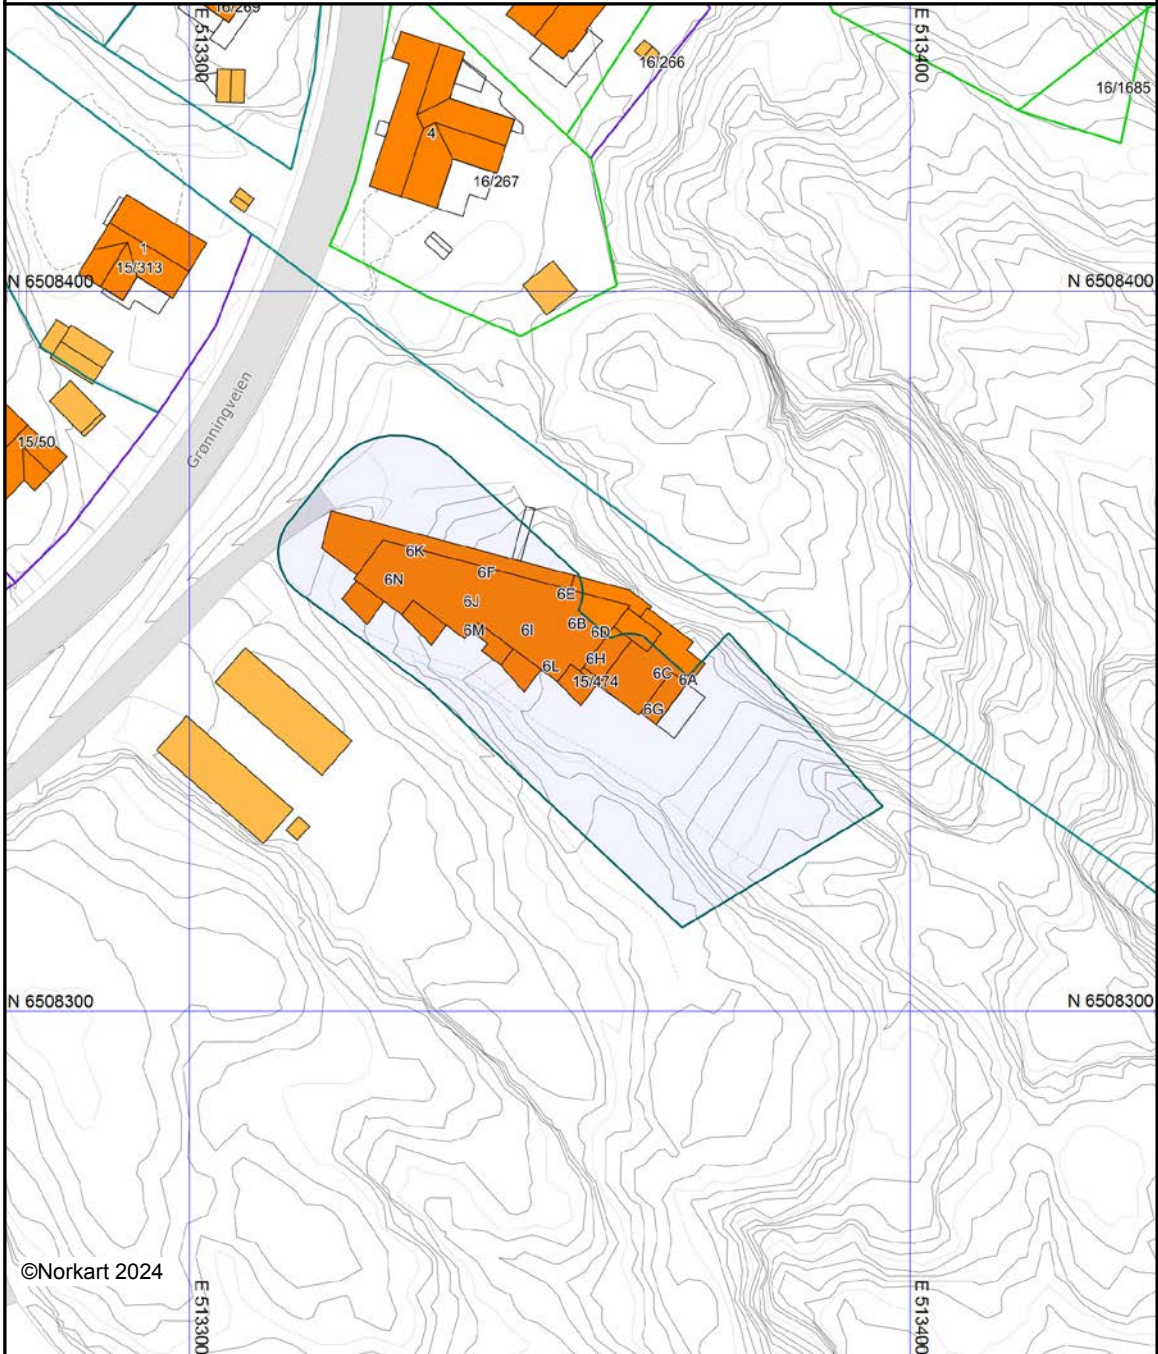 16/269
E 513300
E 513400
16/266
16/1685
4
16/267
1
15/313
N 6508400
N 6508400
Grønningveien
15/50
6K
6F
6N
6E
6J
6B
6M
6I
6D
6H
6L
6C
6A
15/474
6G
N 6508300
N 6508300
©Norkart 2024
E 513300
E 513400